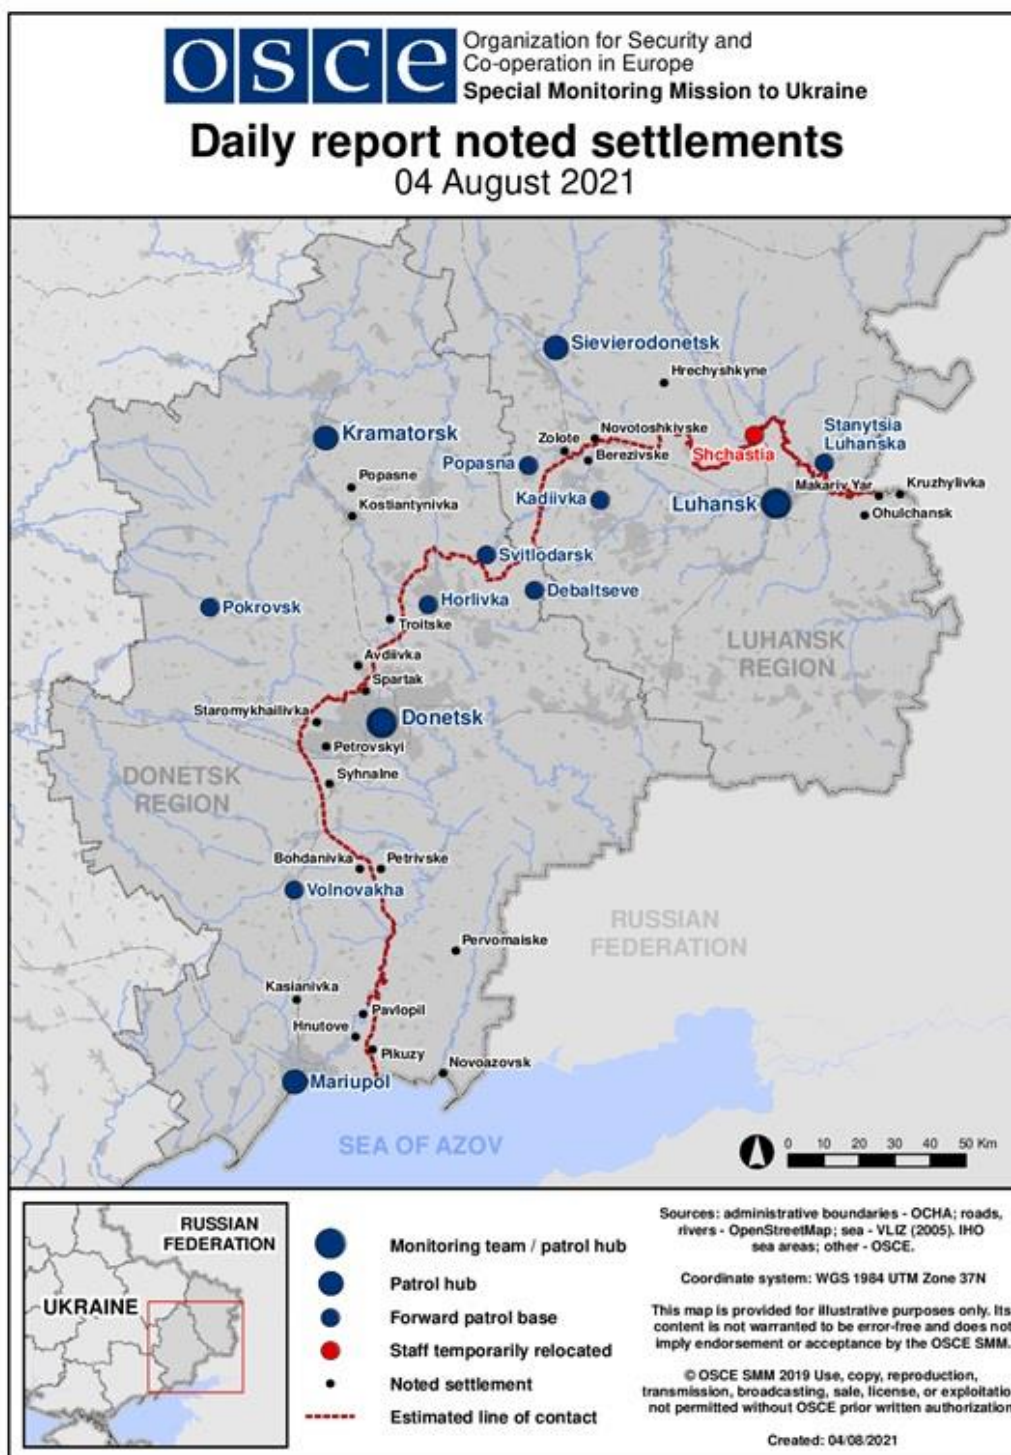 osce
Organization for Security and
Co-operation in Europe
Special Monitoring Mission to Ukraine
Daily report noted settlements
04 August 2021
Sievierodonetsk
Hrechyshkyne
Kramatorsk
Novotoshkivske
Zolote
Berezivske
Shchastia
Stanytsia
Luhanska
Popasna
Popasne
Makariv Yar
Kruzhylivka
Kostiantynivka
Kadiivka
Luhansk
Ohulchansk
Svitlodarsk
Debaltseve
Pokrovsk
Horlivka
Troitske
LUHANSK
REGION
Avdiivka
Spartak
Staromykhailivka
Donetsk
Petrovskyi
DONETSK
REGION
Syhnalne
Bohdanivka
Petrivske
Volnovakha
RUSSIAN
FEDERATION
Pervomaiske
Kasianivka
Pavlopil
Hnutove
Pikuzy
Novoazovsk
Mariupol
SEA OF AZOV
0 10 20 30 40 50 Km
RUSSIAN
FEDERATION
UKRAINE
Monitoring team / patrol hub
Patrol hub
Forward patrol base
Staff temporarily relocated
Noted settlement
Estimated line of contact
Sources: administrative boundaries - OCHA; roads,
rivers - OpenStreetMap; sea - VLIZ (2005). IHO
sea areas; other - OSCE.
Coordinate system: WGS 1984 UTM Zone 37N
This map is provided for illustrative purposes only. Its
content is not warranted to be error-free and does not
imply endorsement or acceptance by the OSCE SMM.
© OSCE SMM 2019 Use, copy, reproduction,
transmission, broadcasting, sale, license, or exploitatio
not permitted without OSCE prior written authorization
Created: 04/08/2021